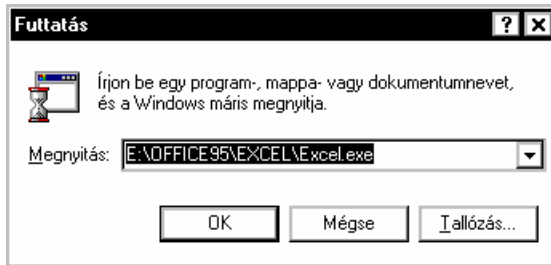 Futtatás
Írjon be egy program-, mappa- vagy dokumentumnevet,
és a Windows máris megnyitja.
Megnyitás: E:\OFFICE95\EXCEL\Excel.exe
OK Mégse Tallózás...